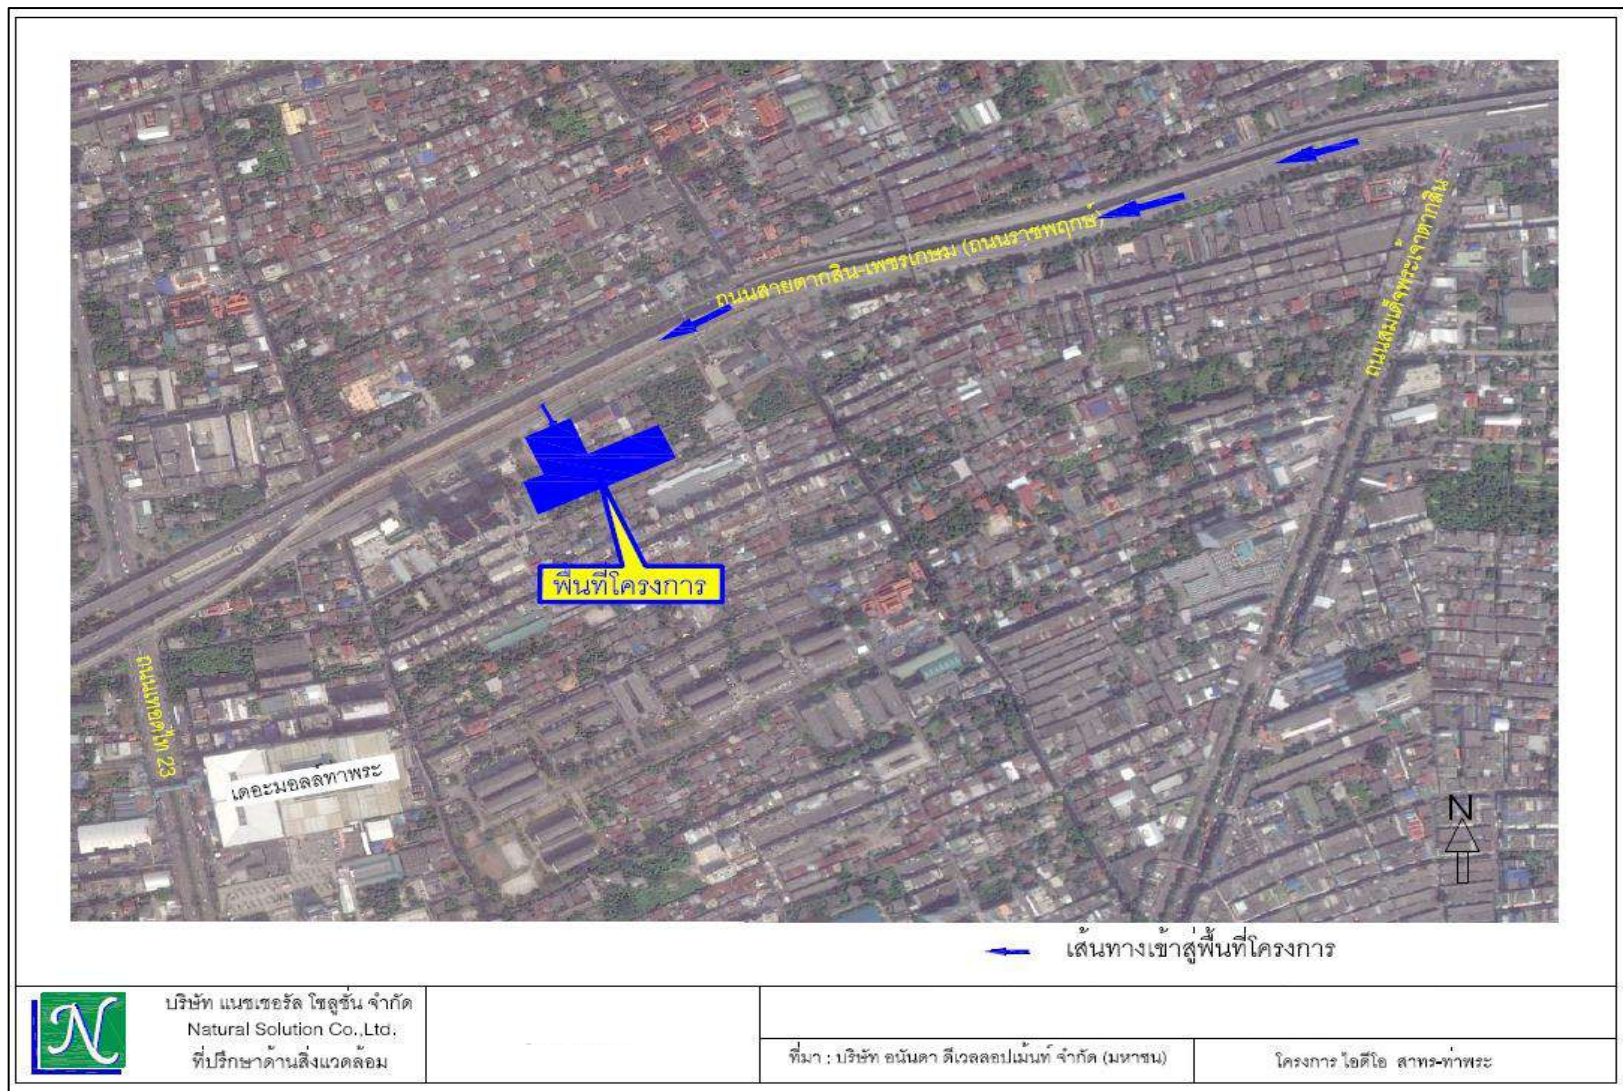 ถนนสายตากสิน-เพชรเกษม (ถนนราชพฤกษ์)
ถนนสมเด็จพระเจ้าตากสิน
พื้นที่โครงการ
ถนนเทอดไท 23
เดอะมอลล์ท่าพระ
N
เส้นทางเข้าสู่พื้นที่โครงการ
N
บริษัท แนชเชอรัล โซลูชั่น จำกัด
Natural Solution Co.,Ltd.
ที่ปรึกษาด้านสิ่งแวดล้อม
ที่มา : บริษัท อนันดา ดีเวลลอปเม้นท์ จำกัด (มหาชน)
โครงการ ไอดีโอ สาทร-ท่าพระ